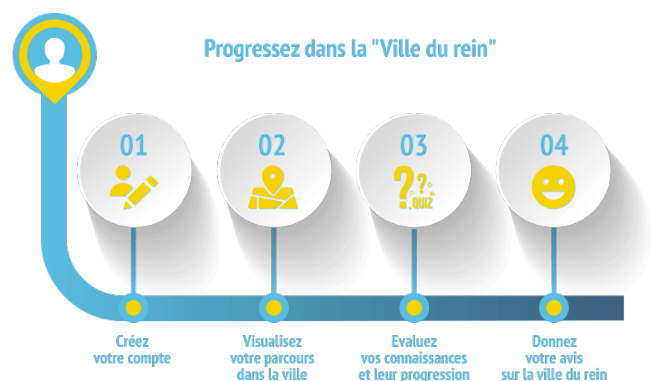 Progressez dans la "Ville du rein"
01
02
03
04
QUIZ
Créez
votre compte
Visualisez
votre parcours
dans la ville
Evaluez
vos connaissances
et leur progression
Donnez
votre avis
sur la ville du rein